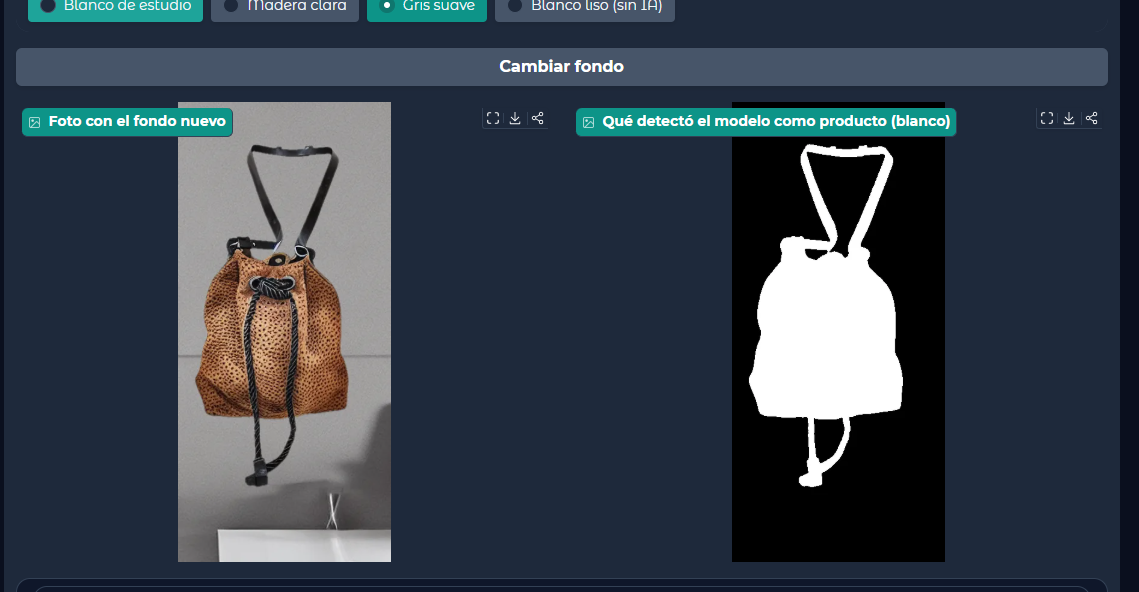 Blanco de estudio
Madera clara
Gris suave
Blanco liso (sin IA)
Cambiar fondo
Foto con el fondo nuevo
Qué detectó el modelo como producto (blanco)